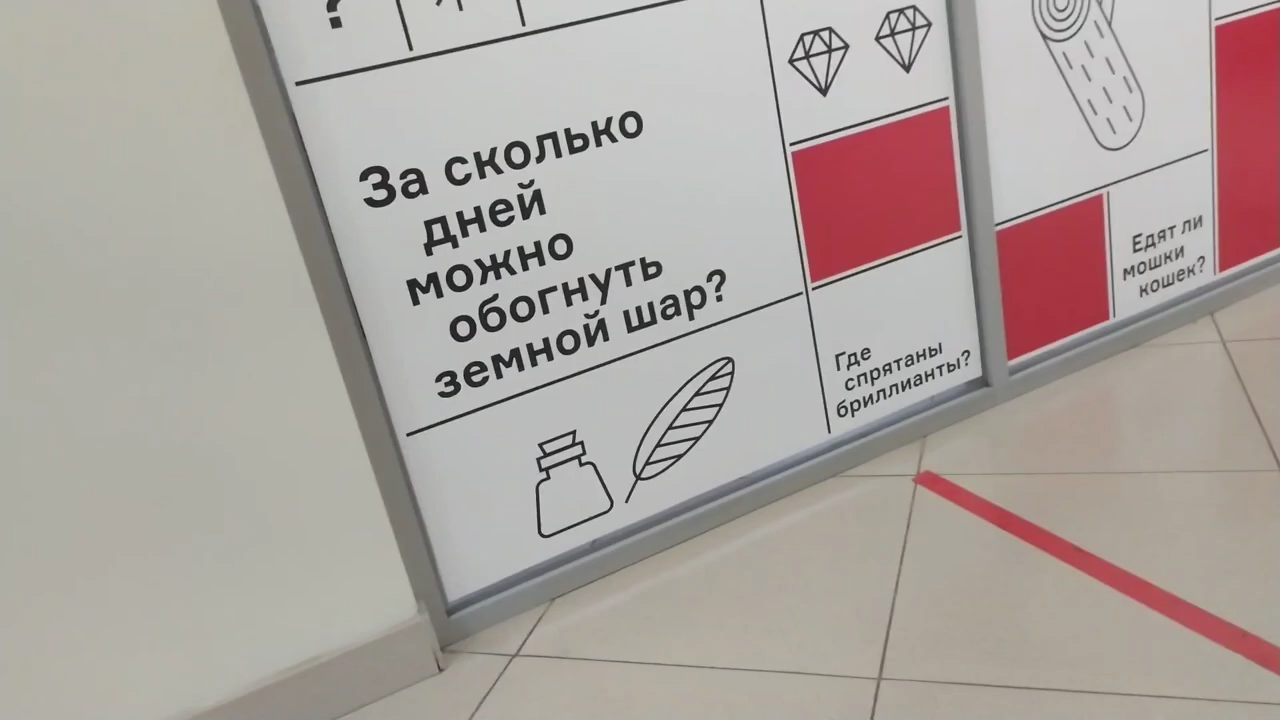 ?
За сколько
дней
можно
обогнуть
земной шар?
Где
спрятаны
бриллианты?
Едят ли
мошки
кошек?